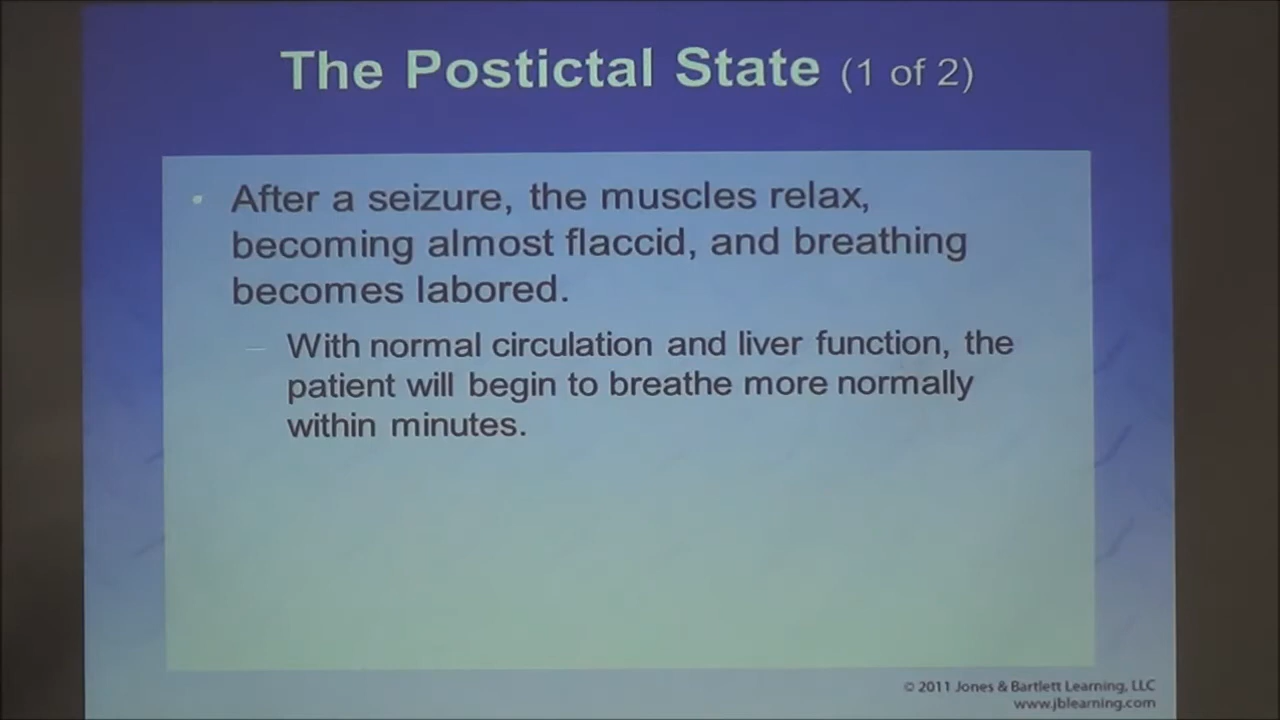 The Postictal State (1 of 2)
• After a seizure, the muscles relax,
becoming almost flaccid, and breathing
becomes labored.
– With normal circulation and liver function, the
patient will begin to breathe more normally
within minutes.
© 2011 Jones & Bartlett Learning, LLC
www.jblearning.com